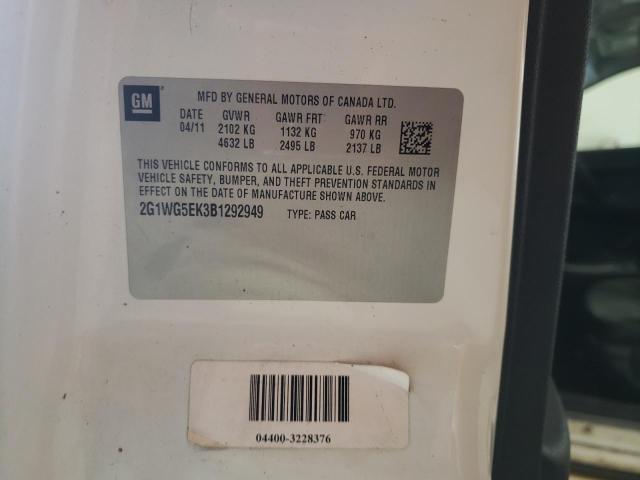 GM
MFD BY GENERAL MOTORS OF CANADA LTD.
DATE GVWR GAWR FRT GAWR RR
04/11 2102 KG 1132 KG 970 KG
4632 LB 2495 LB 2137 LB
THIS VEHICLE CONFORMS TO ALL APPLICABLE U.S. FEDERAL MOTOR
VEHICLE SAFETY, BUMPER, AND THEFT PREVENTION STANDARDS IN
EFFECT ON THE DATE OF MANUFACTURE SHOWN ABOVE.
2G1WG5EK3B1292949 TYPE: PASS CAR
04400-3228376